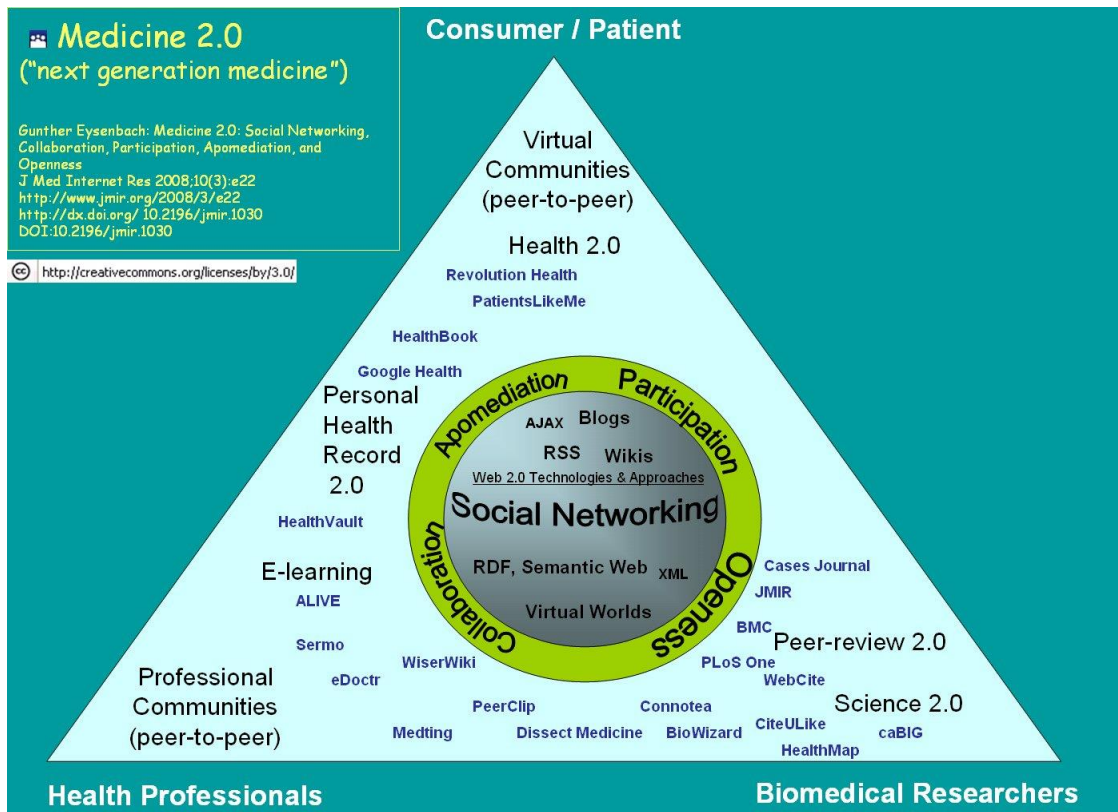 Medicine 2.0
("next generation medicine")
Gunther Eysenbach: Medicine 2.0: Social Networking,
Collaboration, Participation, Apomediation, and
Openness
J Med Internet Res 2008;10(3):e22
http://www.jmir.org/2008/3/e22
http://dx.doi.org/ 10.2196/jmir.1030
DOI:10.2196/jmir.1030
cc http://creativecommons.org/licenses/by/3.0/
Consumer / Patient
Virtual
Communities
(peer-to-peer)
Health 2.0
Revolution Health
PatientsLikeMe
HealthBook
Google Health
Personal
Health
Record
2.0
HealthVault
E-learning
ALIVE
Sermo
eDoctr
WiserWiki
Professional
Communities
(peer-to-peer)
PeerClip
Medting
Dissect Medicine
Connotea
BioWizard
Apomediation
Participation
Collaboration
Openess
AJAX
Blogs
RSS
Wikis
Web 2.0 Technologies & Approaches
Social Networking
RDF, Semantic Web
XML
Virtual Worlds
Cases Journal
JMIR
BMC
Peer-review 2.0
PLoS One
WebCite
Science 2.0
CiteULike
caBIG
HealthMap
Health Professionals
Biomedical Researchers